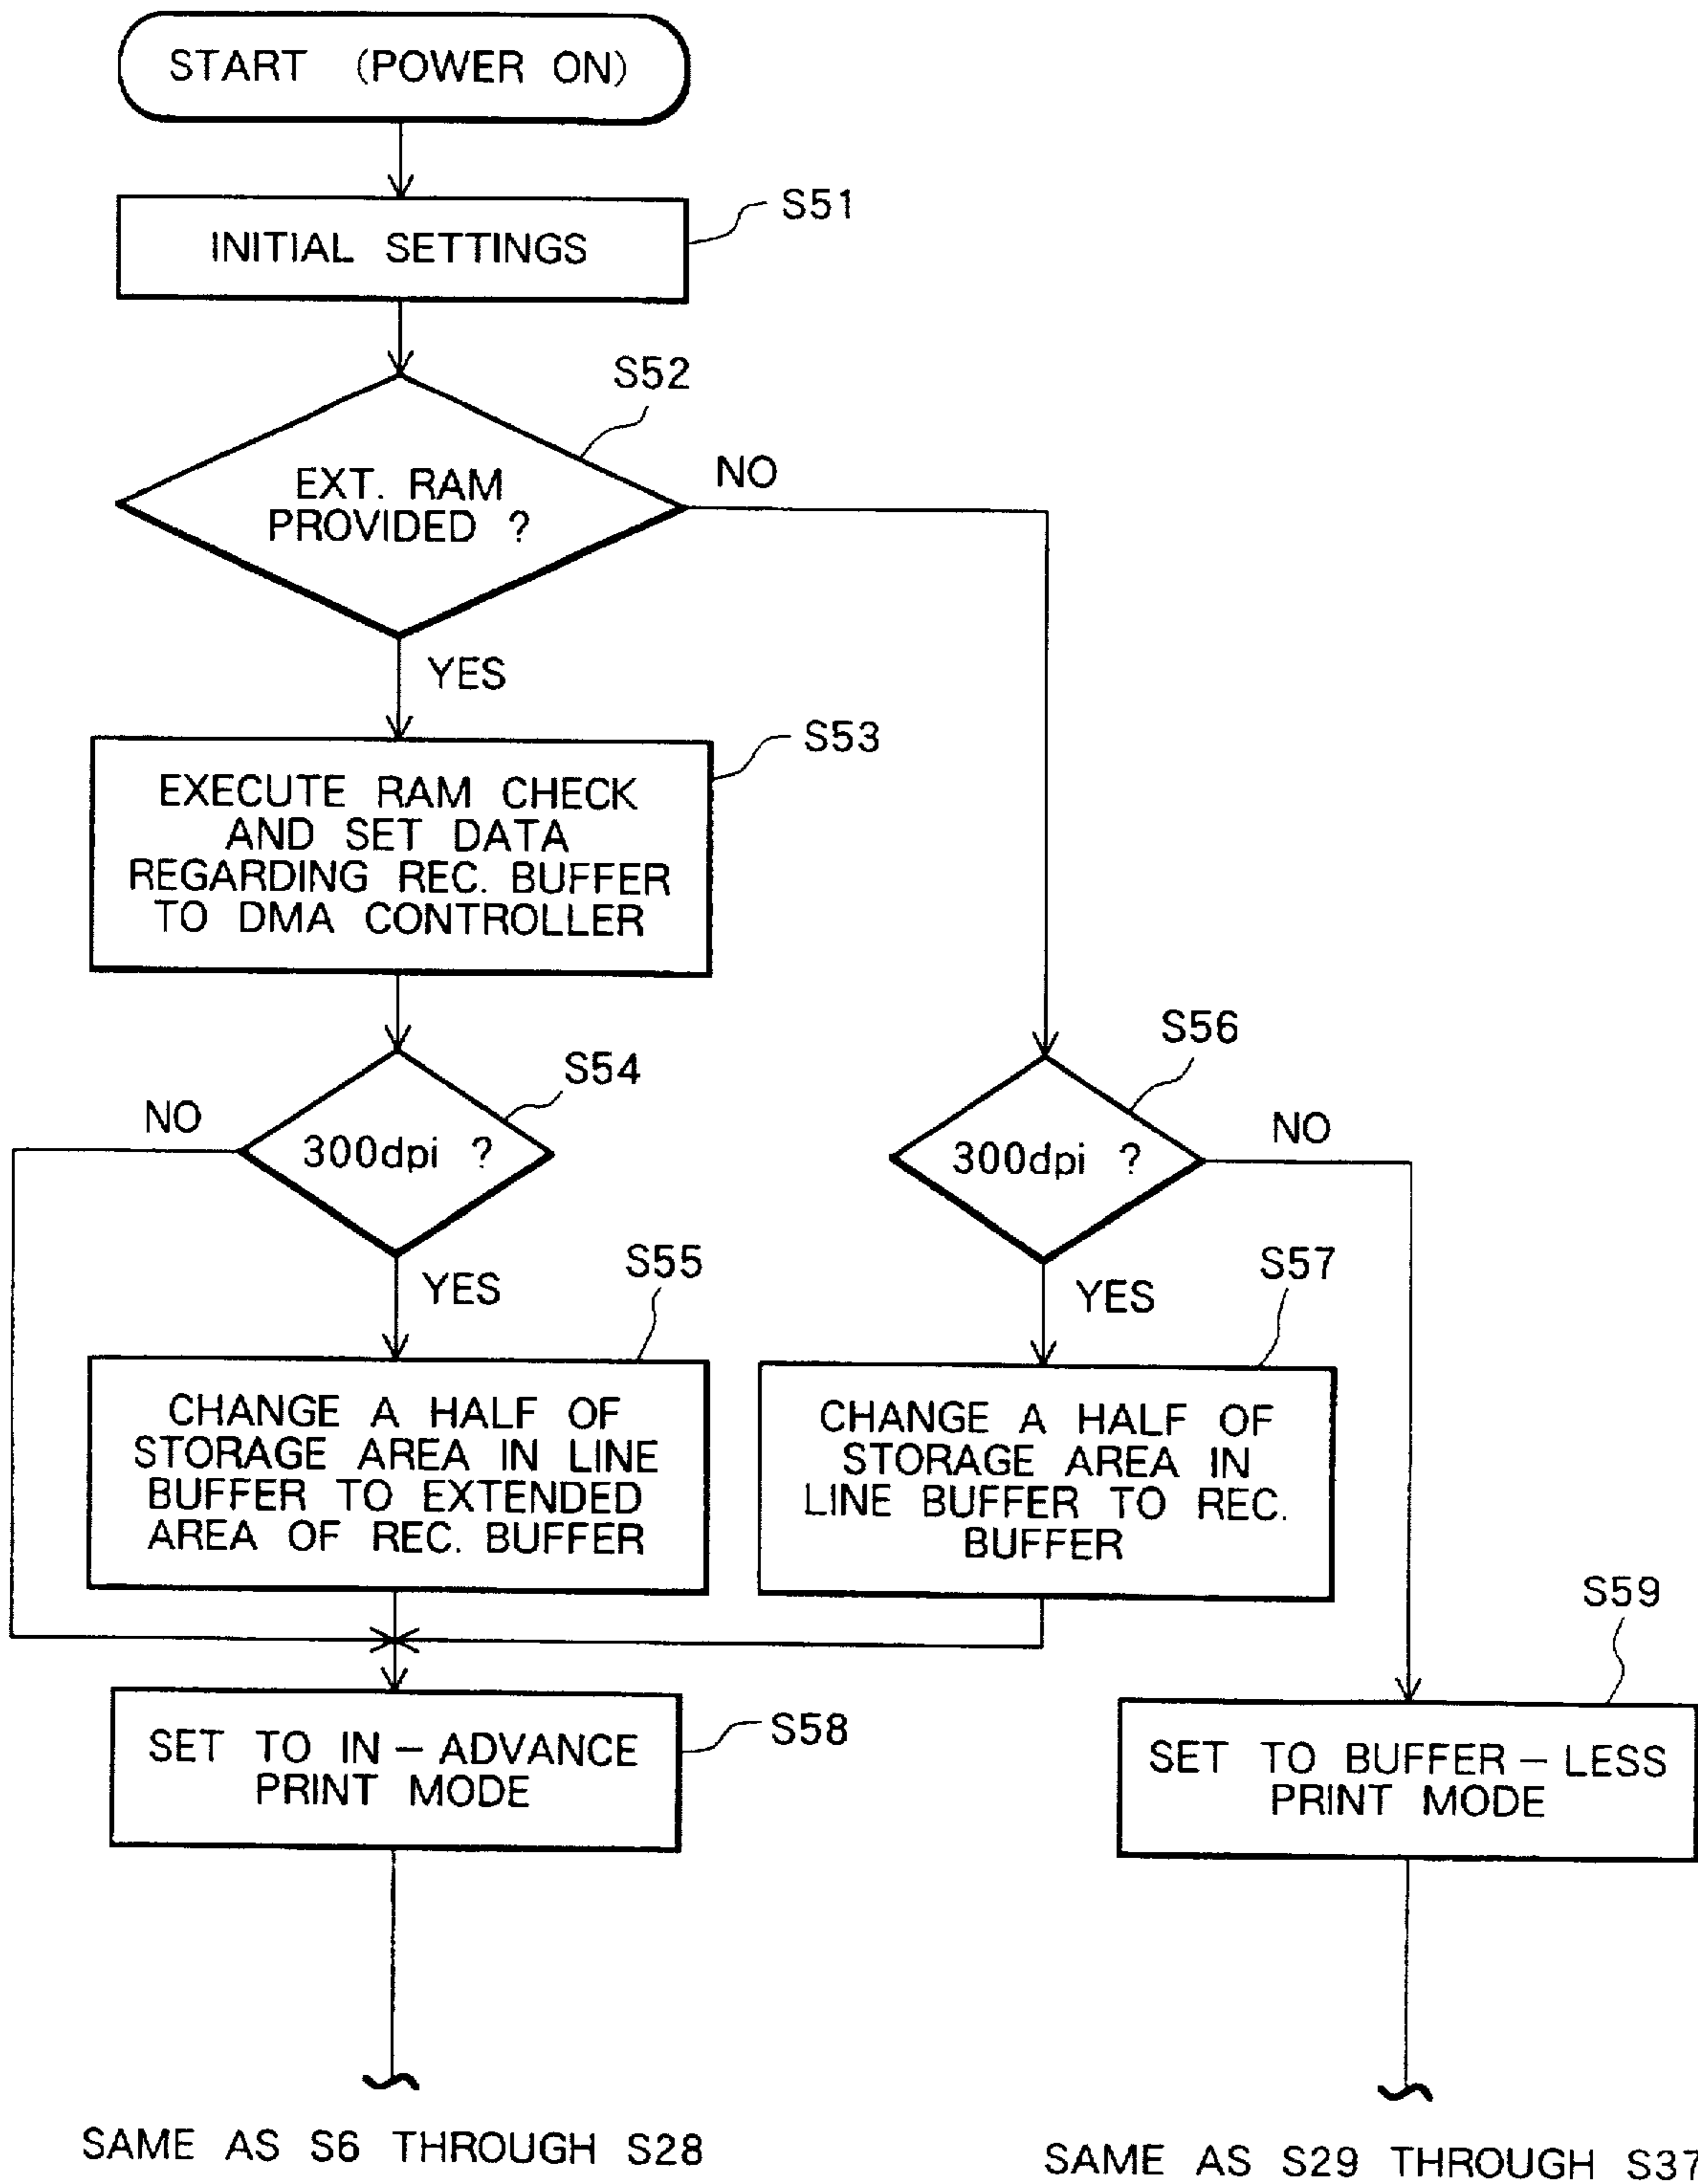 START (POWER ON)
INITIAL SETTINGS
S51
S52
EXT. RAM
PROVIDED ?
NO
YES
S53
EXECUTE RAM CHECK
AND SET DATA
REGARDING REC. BUFFER
TO DMA CONTROLLER
S54
NO
300dpi ?
YES
S56
300dpi ?
NO
YES
S55
CHANGE A HALF OF
STORAGE AREA IN LINE
BUFFER TO EXTENDED
AREA OF REC. BUFFER
S57
CHANGE A HALF OF
STORAGE AREA IN
LINE BUFFER TO REC.
BUFFER
S58
SET TO IN-ADVANCE
PRINT MODE
S59
SET TO BUFFER-LESS
PRINT MODE
SAME AS S6 THROUGH S28
SAME AS S29 THROUGH S37